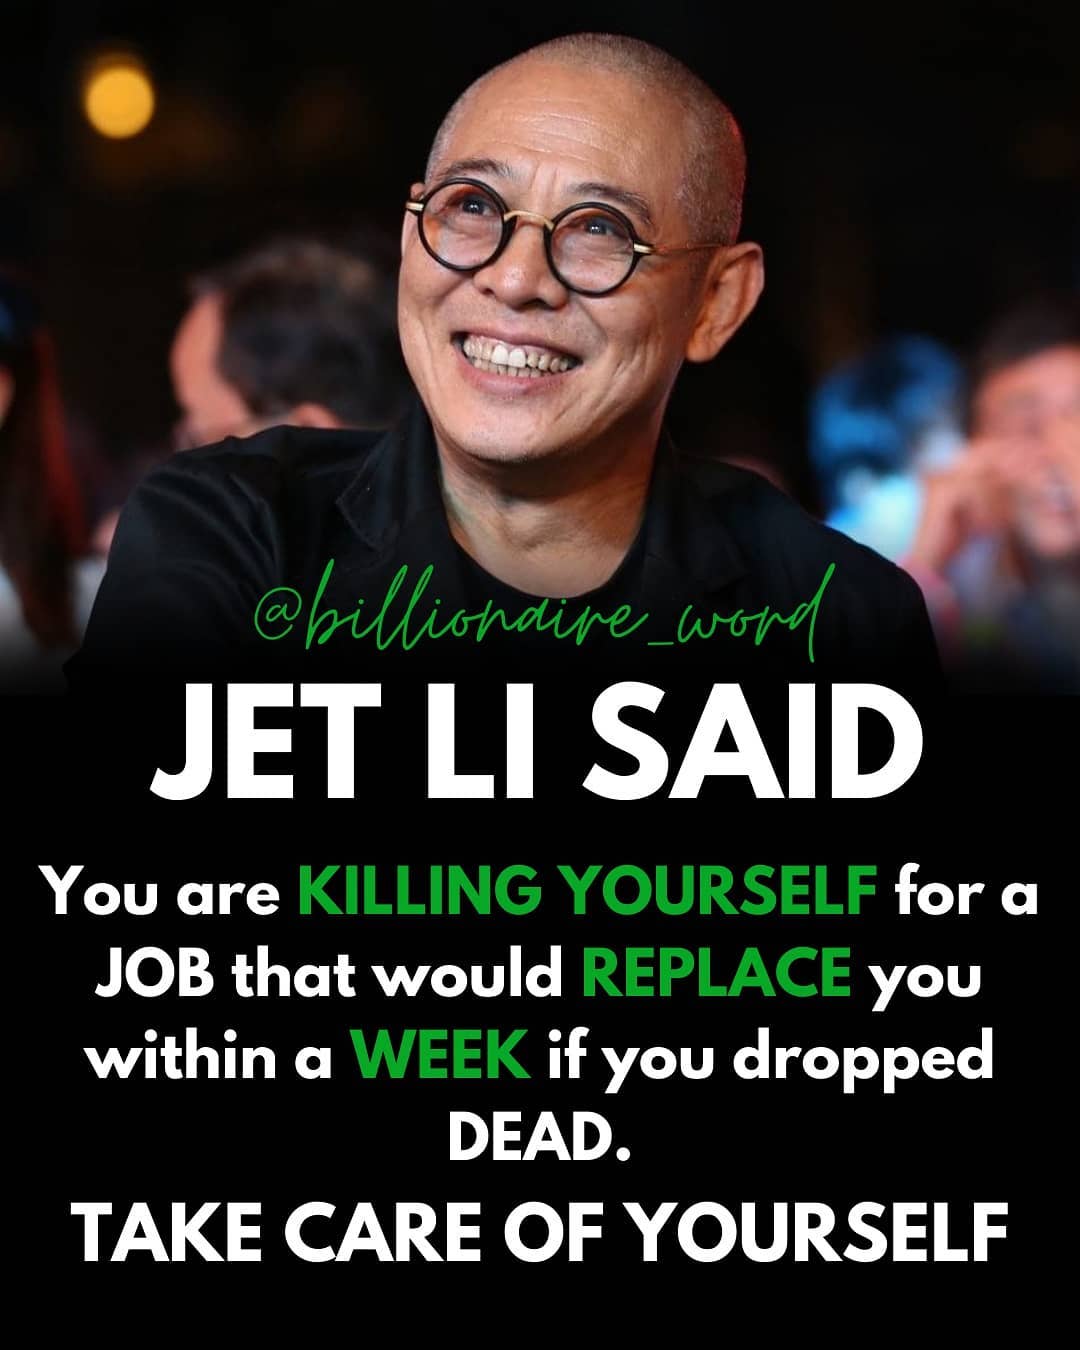 @billionaire_word
JET LI SAID
You are KILLING YOURSELF for a
JOB that would REPLACE you
within a WEEK if you dropped
DEAD.
TAKE CARE OF YOURSELF